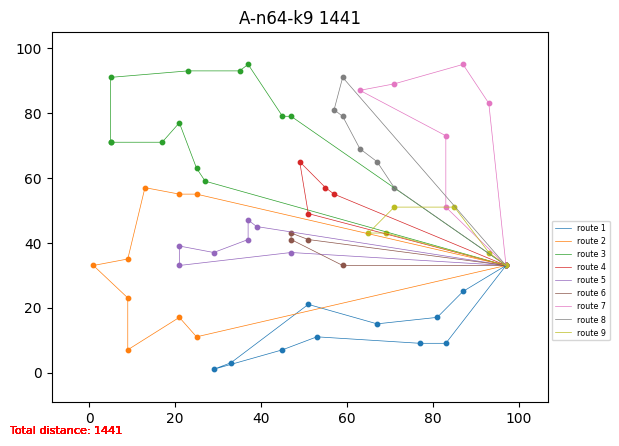 A-n64-k9 1441
100
80
60
40
20
0
0 20 40 60 80 100
route 1
route 2
route 3
route 4
route 5
route 6
route 7
route 8
route 9
Total distance: 1441